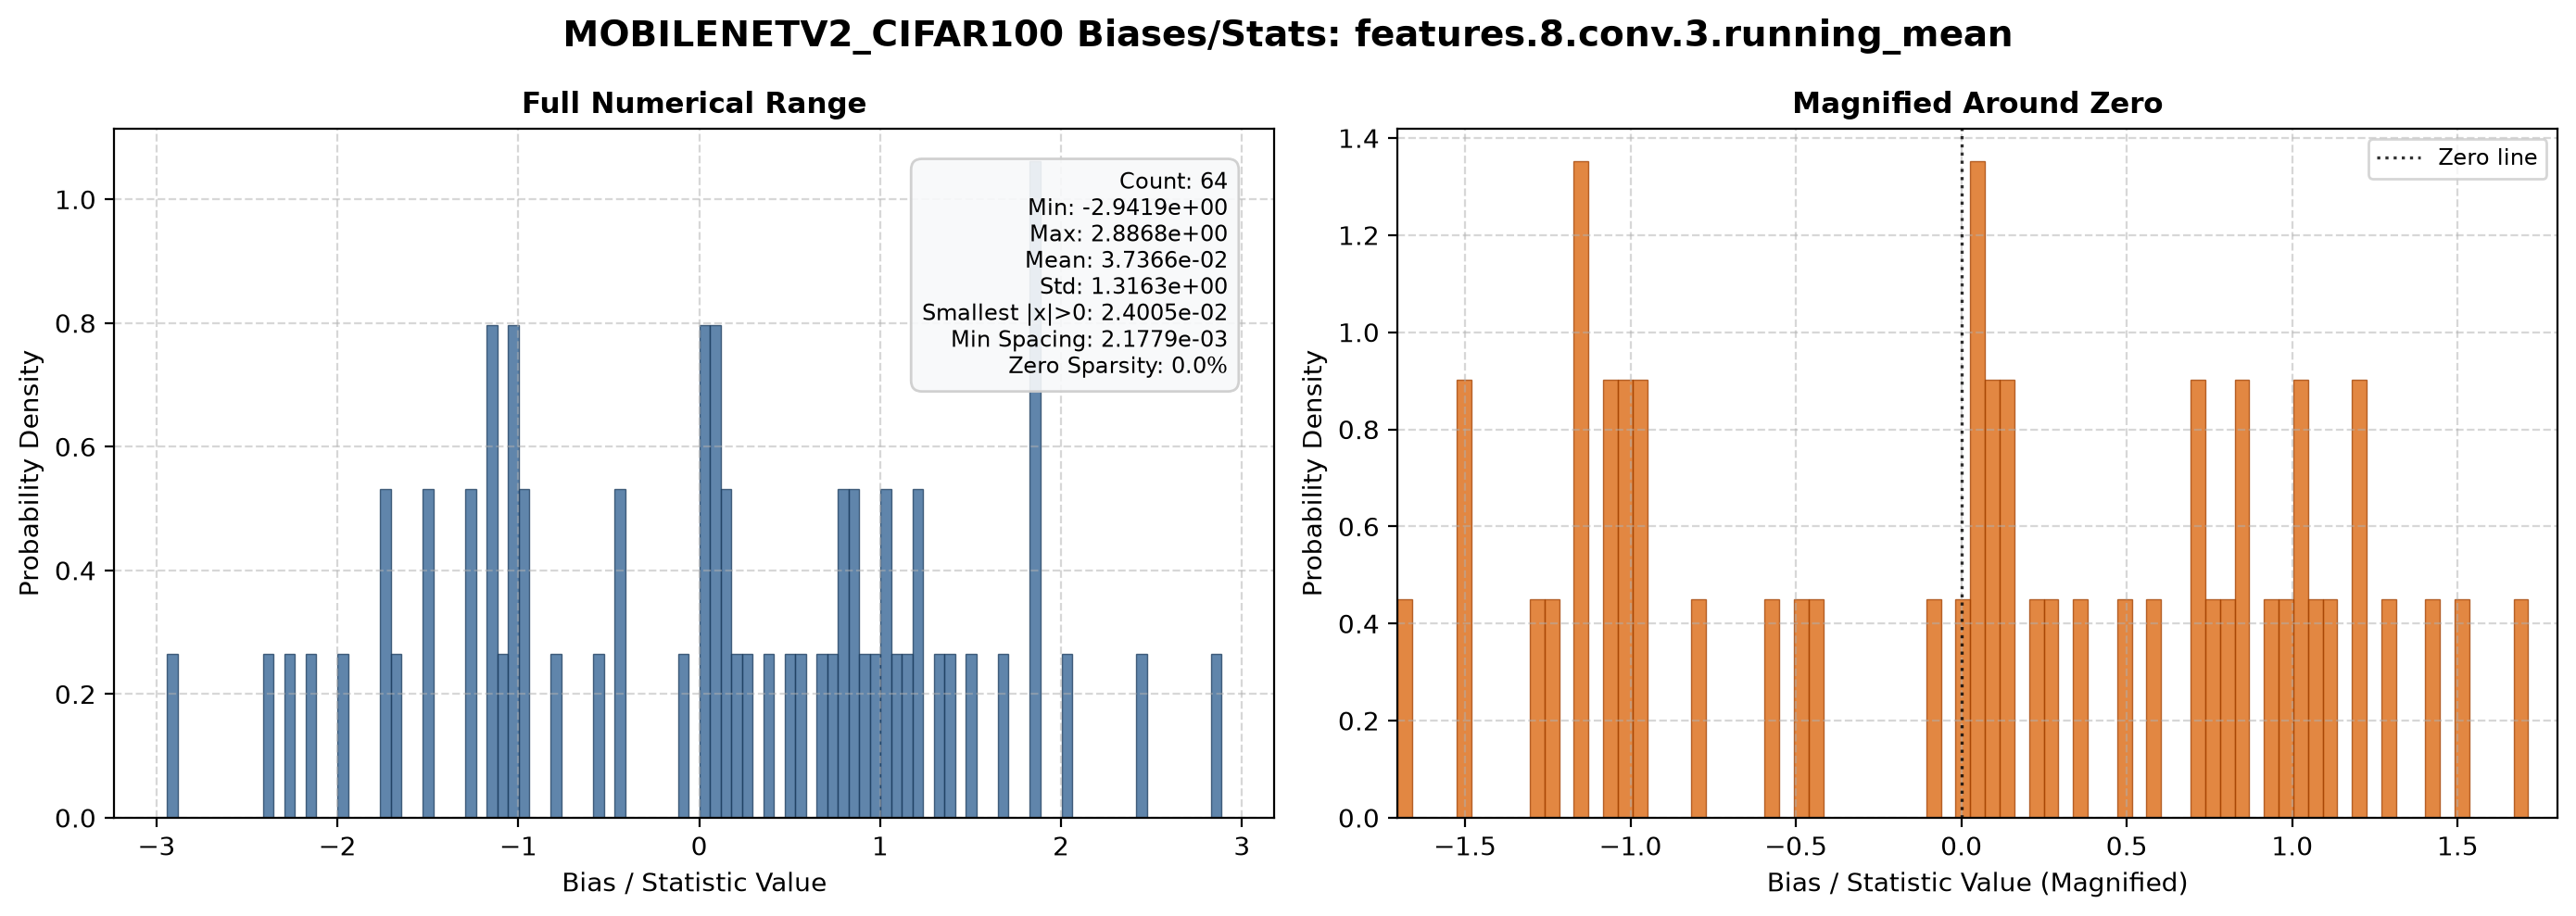 MOBILENETV2_CIFAR100 Biases/Stats: features.8.conv.3.running_mean
Full Numerical Range
Probability Density
0.0
0.2
0.4
0.6
0.8
1.0
Count: 64
Min: -2.9419e+00
Max: 2.8868e+00
Mean: 3.7366e-02
Std: 1.3163e+00
Smallest |x|>0: 2.4005e-02
Min Spacing: 2.1779e-03
Zero Sparsity: 0.0%
−3 −2 −1 0 1 2 3
Bias / Statistic Value
Magnified Around Zero
Probability Density
0.0
0.2
0.4
0.6
0.8
1.0
1.2
1.4
Zero line
−1.5 −1.0 −0.5 0.0 0.5 1.0 1.5
Bias / Statistic Value (Magnified)